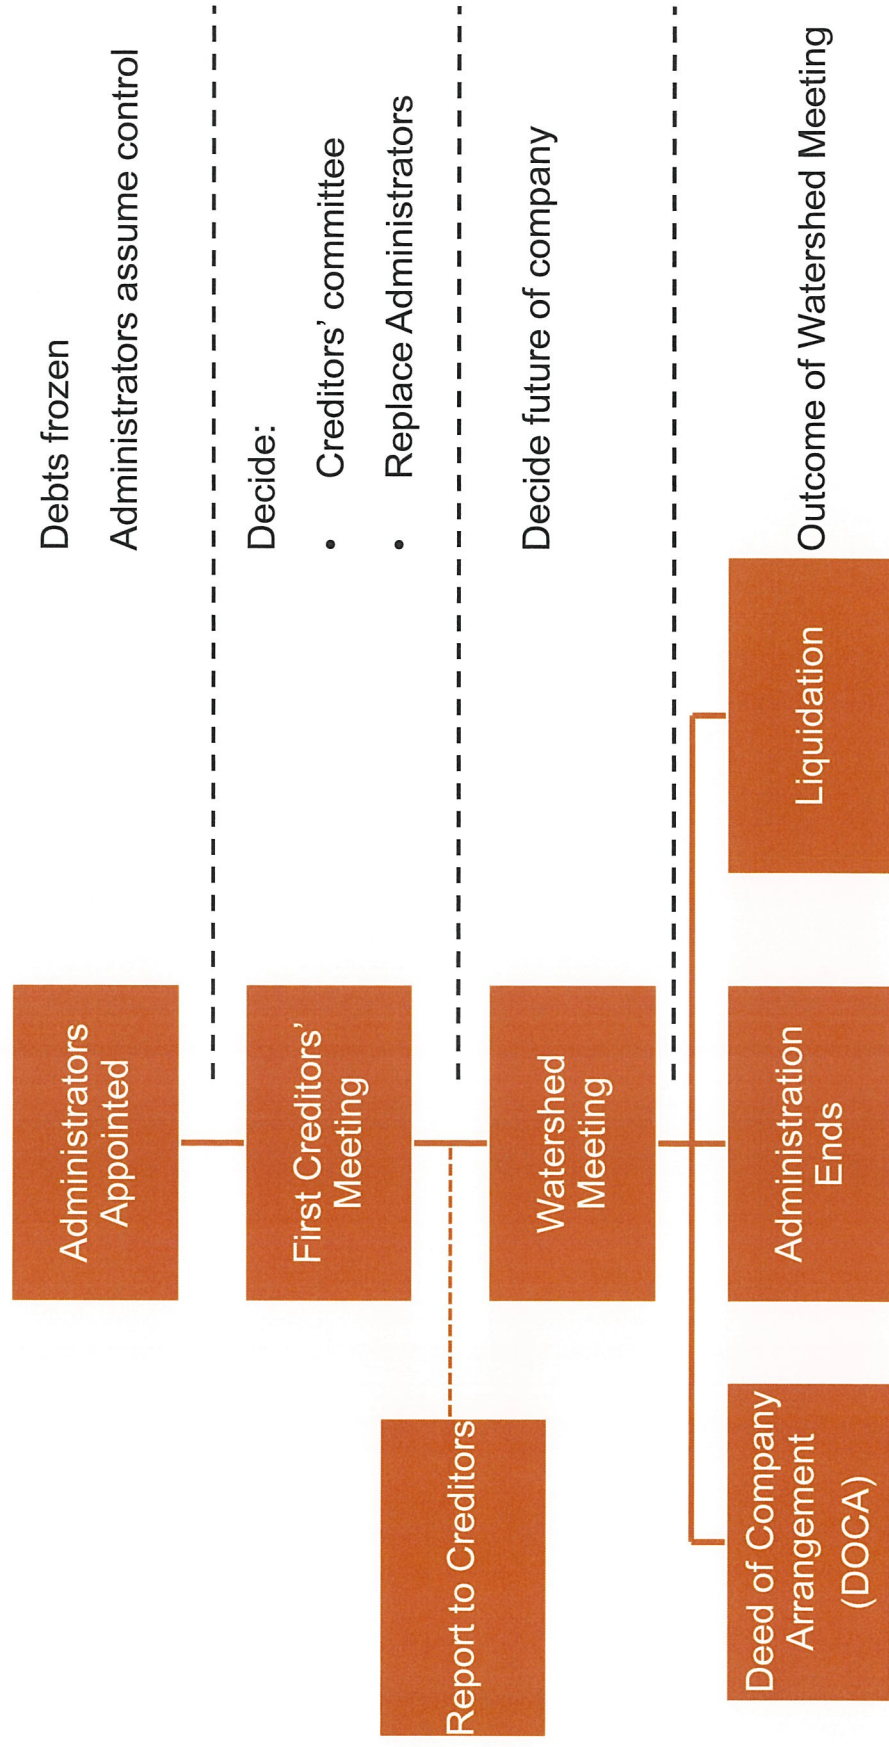 Administrators
Appointed
Debts frozen
Administrators assume control
First Creditors’
Meeting
Decide:
• Creditors’ committee
• Replace Administrators
Report to Creditors
Watershed
Meeting
Decide future of company
Deed of Company
Arrangement
(DOCA)
Administration
Ends
Liquidation
Outcome of Watershed Meeting